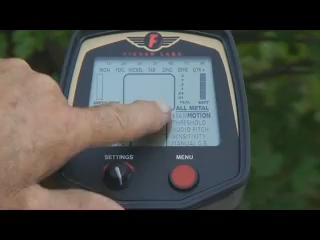 F
FISHER LABS
IRON FOIL NICKEL TAB ZINC DIME QTR+
ALL METAL
MOTION
THRESHOLD
AUDIO PITCH
SENSITIVITY
MANUAL G.B.
SETTINGS
MENU